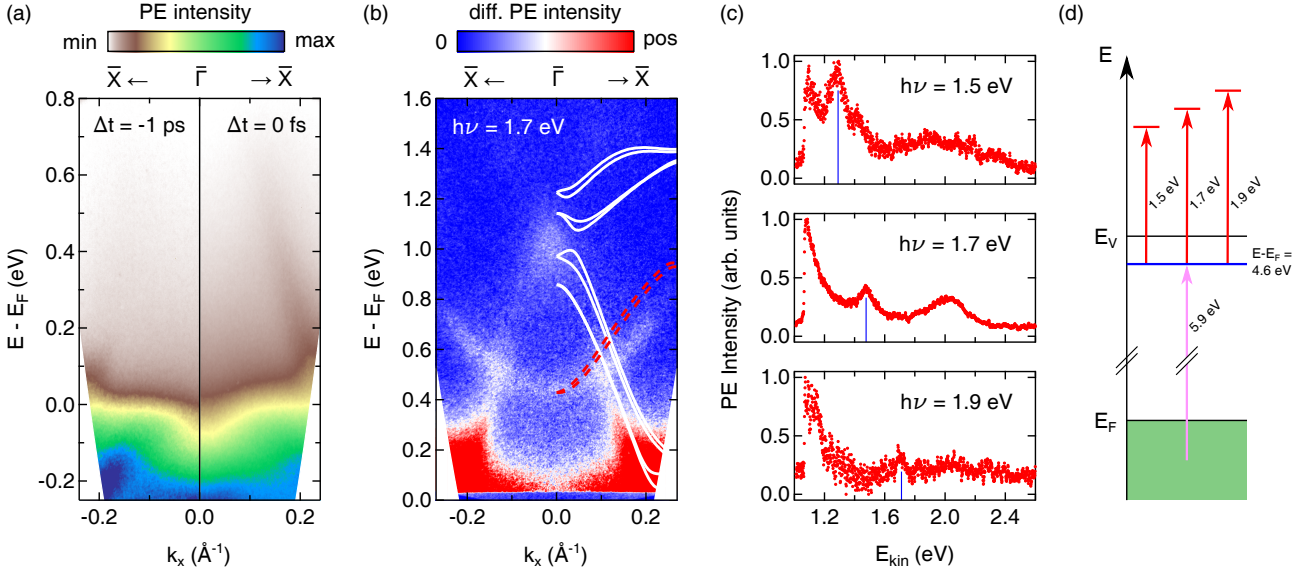 (a)
PE intensity
min
max
X̅ ←
Γ̅
→ X̅
Δt = -1 ps
Δt = 0 fs
0.8
0.6
0.4
0.2
0.0
-0.2
E - E_F (eV)
-0.2
0.0
0.2
k_x (Å⁻¹)
(b)
diff. PE intensity
0
pos
X̅ ←
Γ̅
→ X̅
hν = 1.7 eV
1.6
1.4
1.2
1.0
0.8
0.6
0.4
0.2
0.0
E - E_F (eV)
-0.2
0.0
0.2
k_x (Å⁻¹)
(c)
PE Intensity (arb. units)
hν = 1.5 eV
1.0
0.5
0.0
hν = 1.7 eV
1.0
0.5
0.0
hν = 1.9 eV
1.0
0.5
0.0
1.2
1.6
2.0
2.4
E_kin (eV)
(d)
E
1.5 eV
1.7 eV
1.9 eV
E_V
E-E_F =
4.6 eV
5.9 eV
E_F